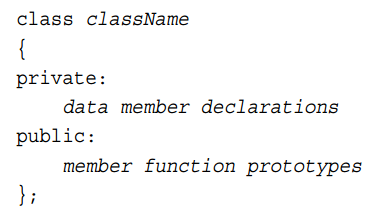 class className
{
private:
    data member declarations
public:
    member function prototypes
};